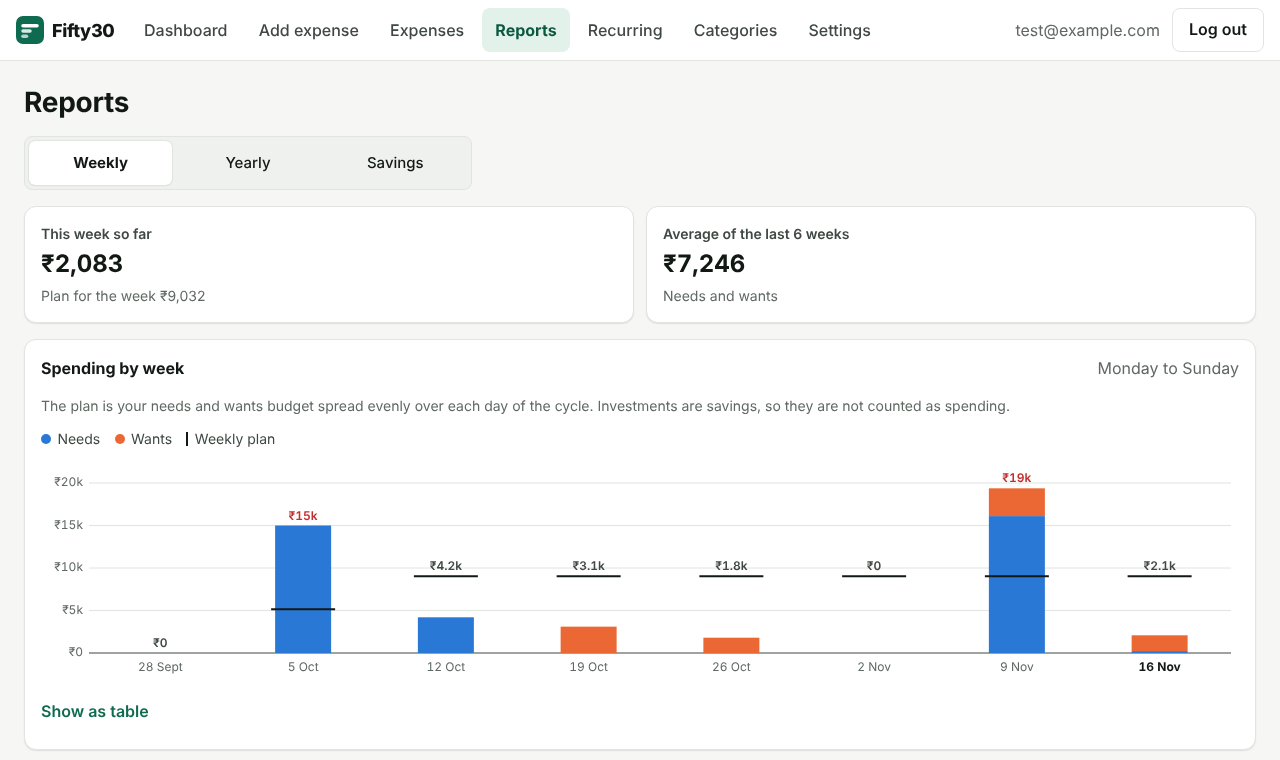 Fifty30 Dashboard Add expense Expenses Reports Recurring Categories Settings test@example.com Log out
Reports
Weekly Yearly Savings
This week so far
₹2,083
Plan for the week ₹9,032
Average of the last 6 weeks
₹7,246
Needs and wants
Spending by week Monday to Sunday
The plan is your needs and wants budget spread evenly over each day of the cycle. Investments are savings, so they are not counted as spending.
Needs Wants Weekly plan
₹20k
₹15k
₹10k
₹5k
₹0
₹0 ₹15k ₹4.2k ₹3.1k ₹1.8k ₹0 ₹19k ₹2.1k
28 Sept 5 Oct 12 Oct 19 Oct 26 Oct 2 Nov 9 Nov 16 Nov
Show as table